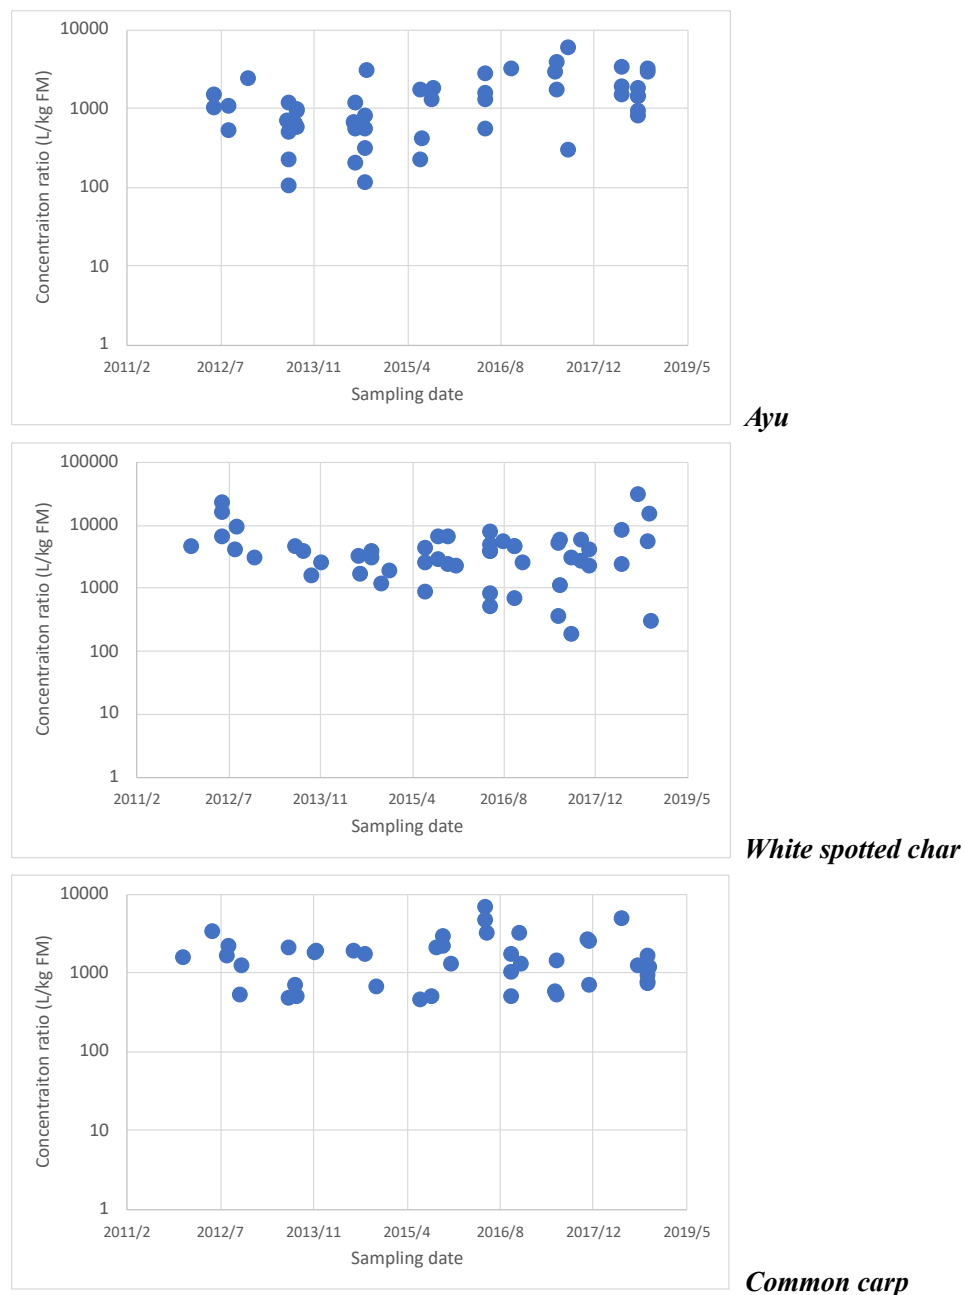 10000
1000
100
10
1
Concentraiton ratio (L/kg FM)
2011/2 2012/7 2013/11 2015/4 2016/8 2017/12 2019/5
Sampling date
Ayu
100000
10000
1000
100
10
1
Concentraiton ratio (L/kg FM)
2011/2 2012/7 2013/11 2015/4 2016/8 2017/12 2019/5
Sampling date
White spotted char
10000
1000
100
10
1
Concentraiton ratio (L/kg FM)
2011/2 2012/7 2013/11 2015/4 2016/8 2017/12 2019/5
Sampling date
Common carp